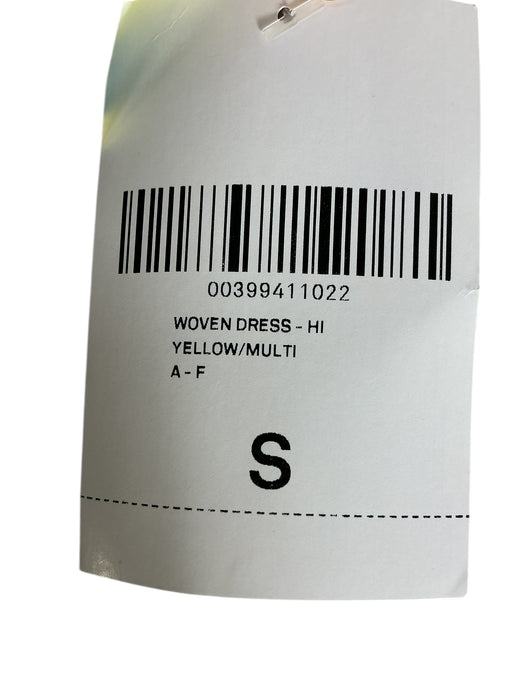 00399411022
WOVEN DRESS - HI
YELLOW/MULTI
A - F
S